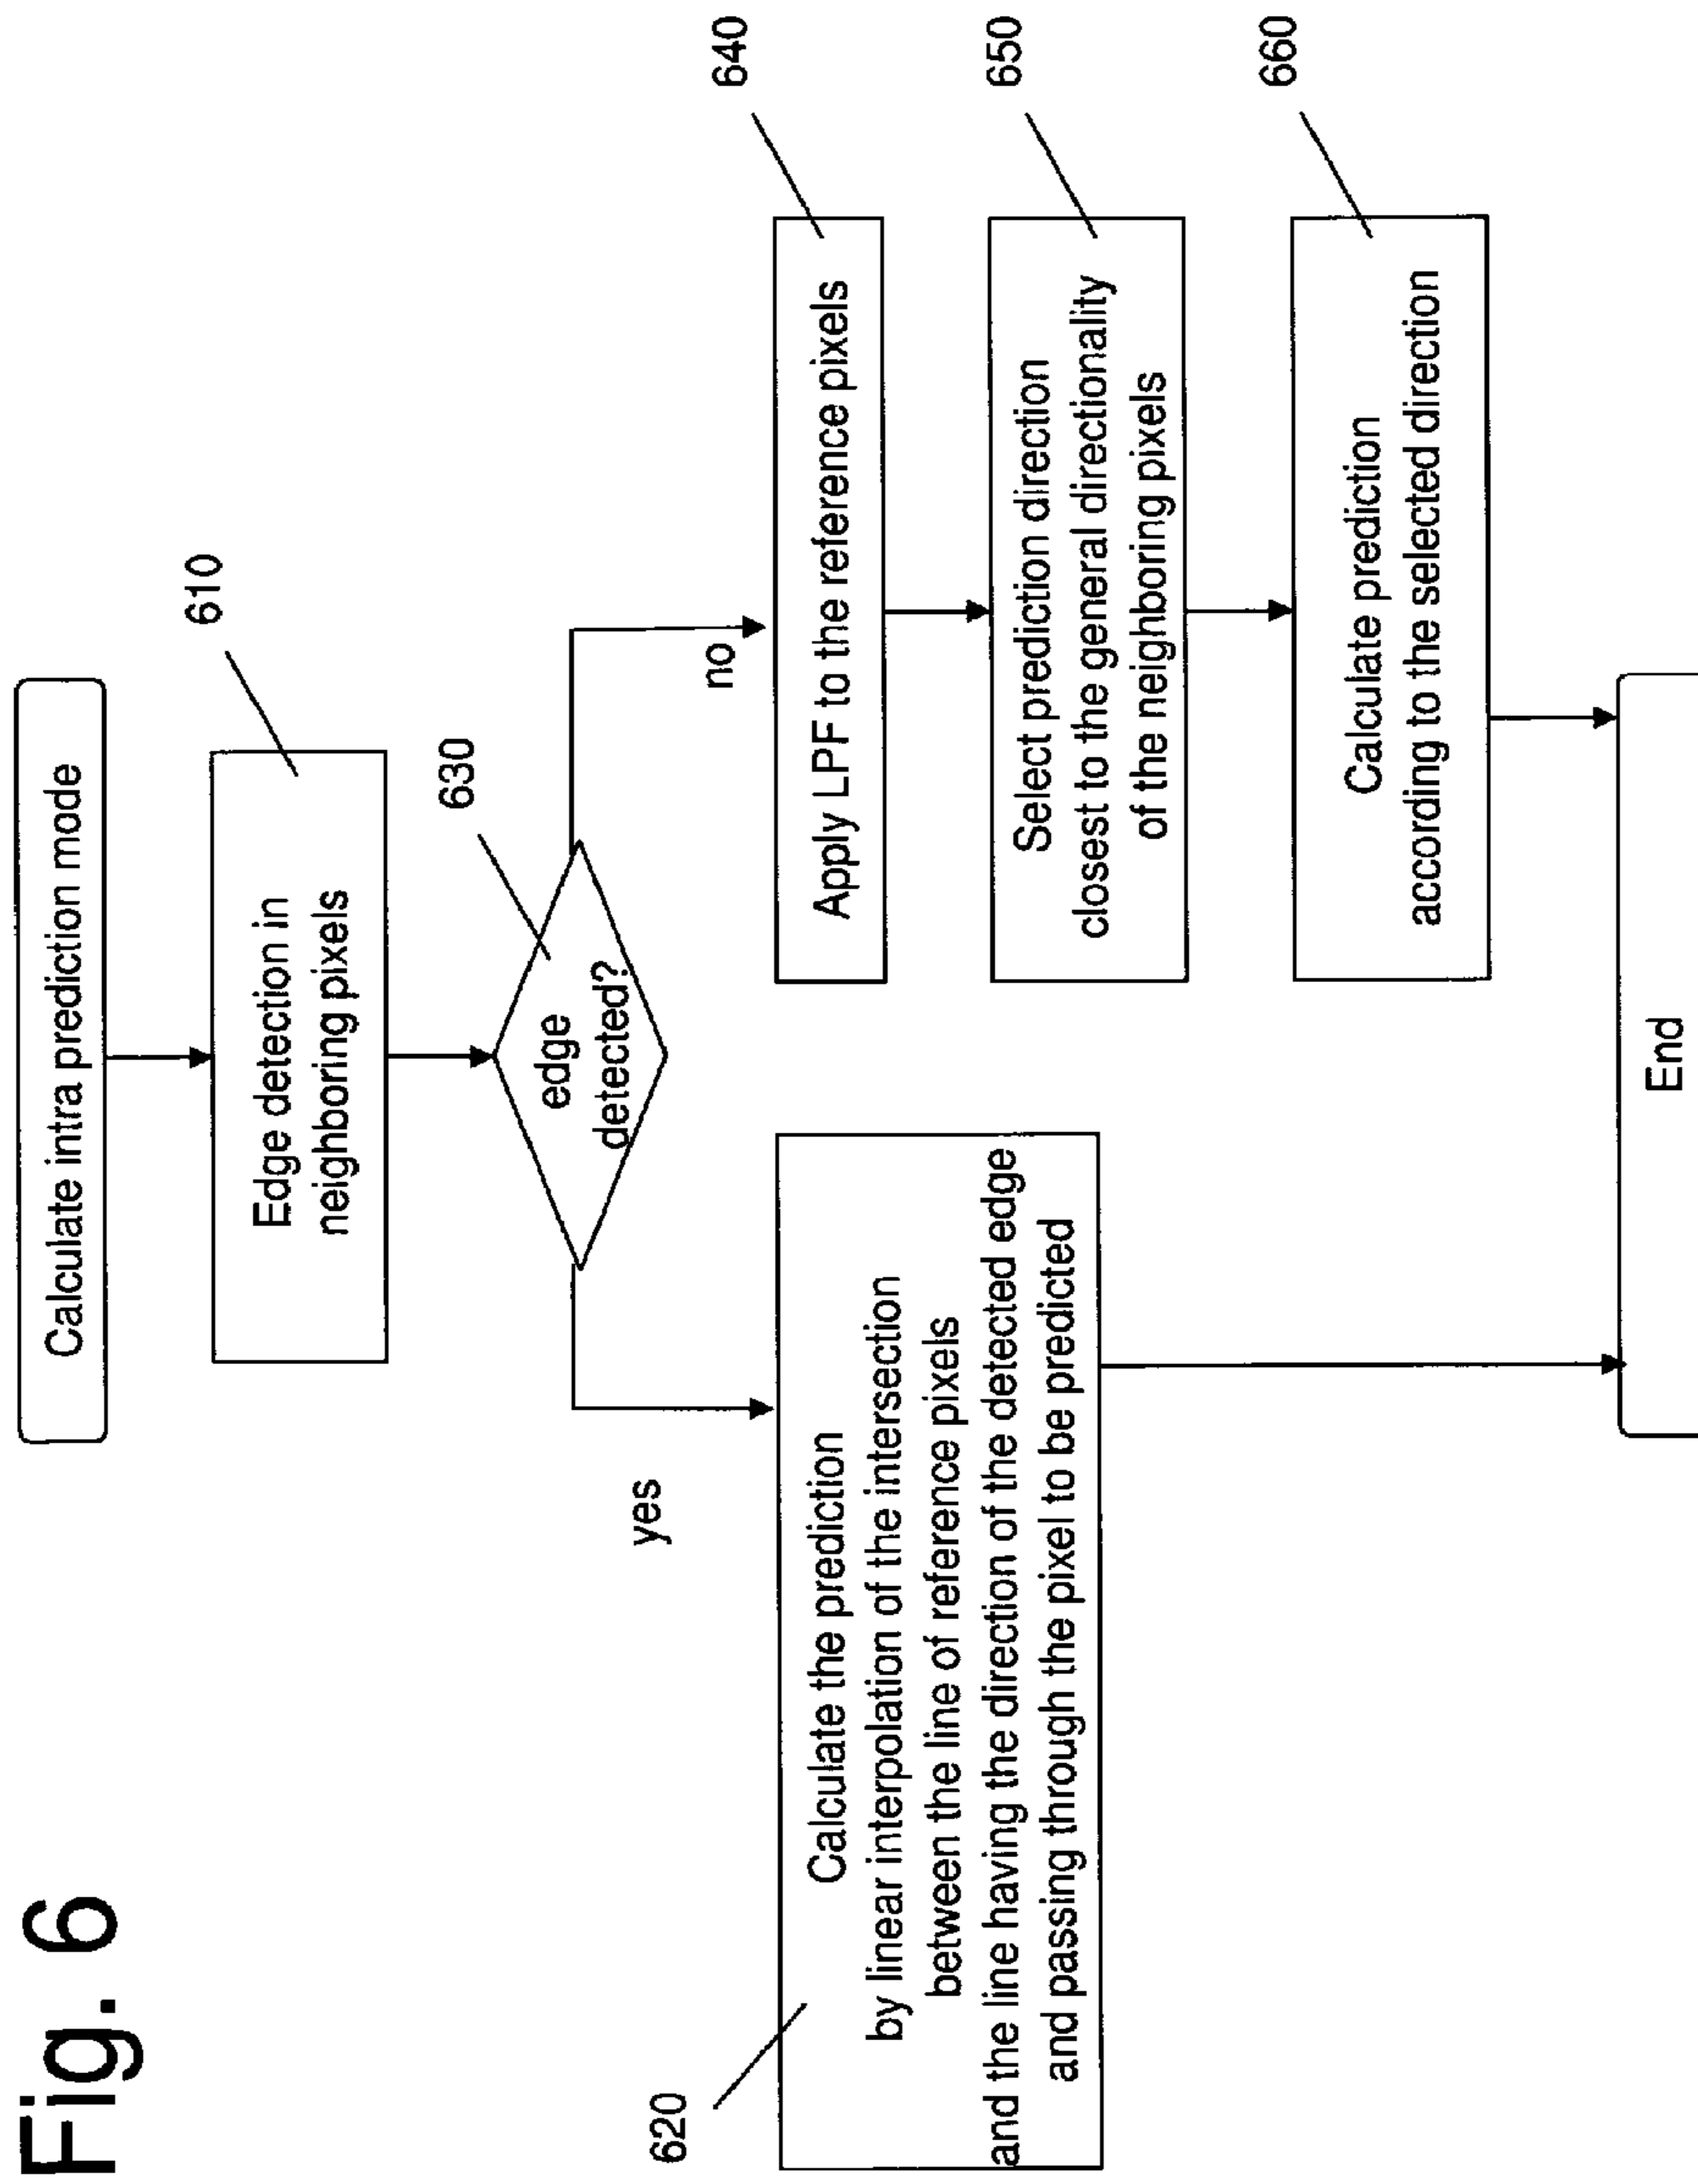 Fig. 6
Calculate intra prediction mode
610
Edge detection in
neighboring pixels
630
edge
detected?
yes
no
620
Calculate the prediction
by linear interpolation of the intersection
between the line of reference pixels
and the line having the direction of the detected edge
and passing through the pixel to be predicted
640
Apply LPF to the reference pixels
650
Select prediction direction
closest to the general directionality
of the neighboring pixels
660
Calculate prediction
according to the selected direction
End